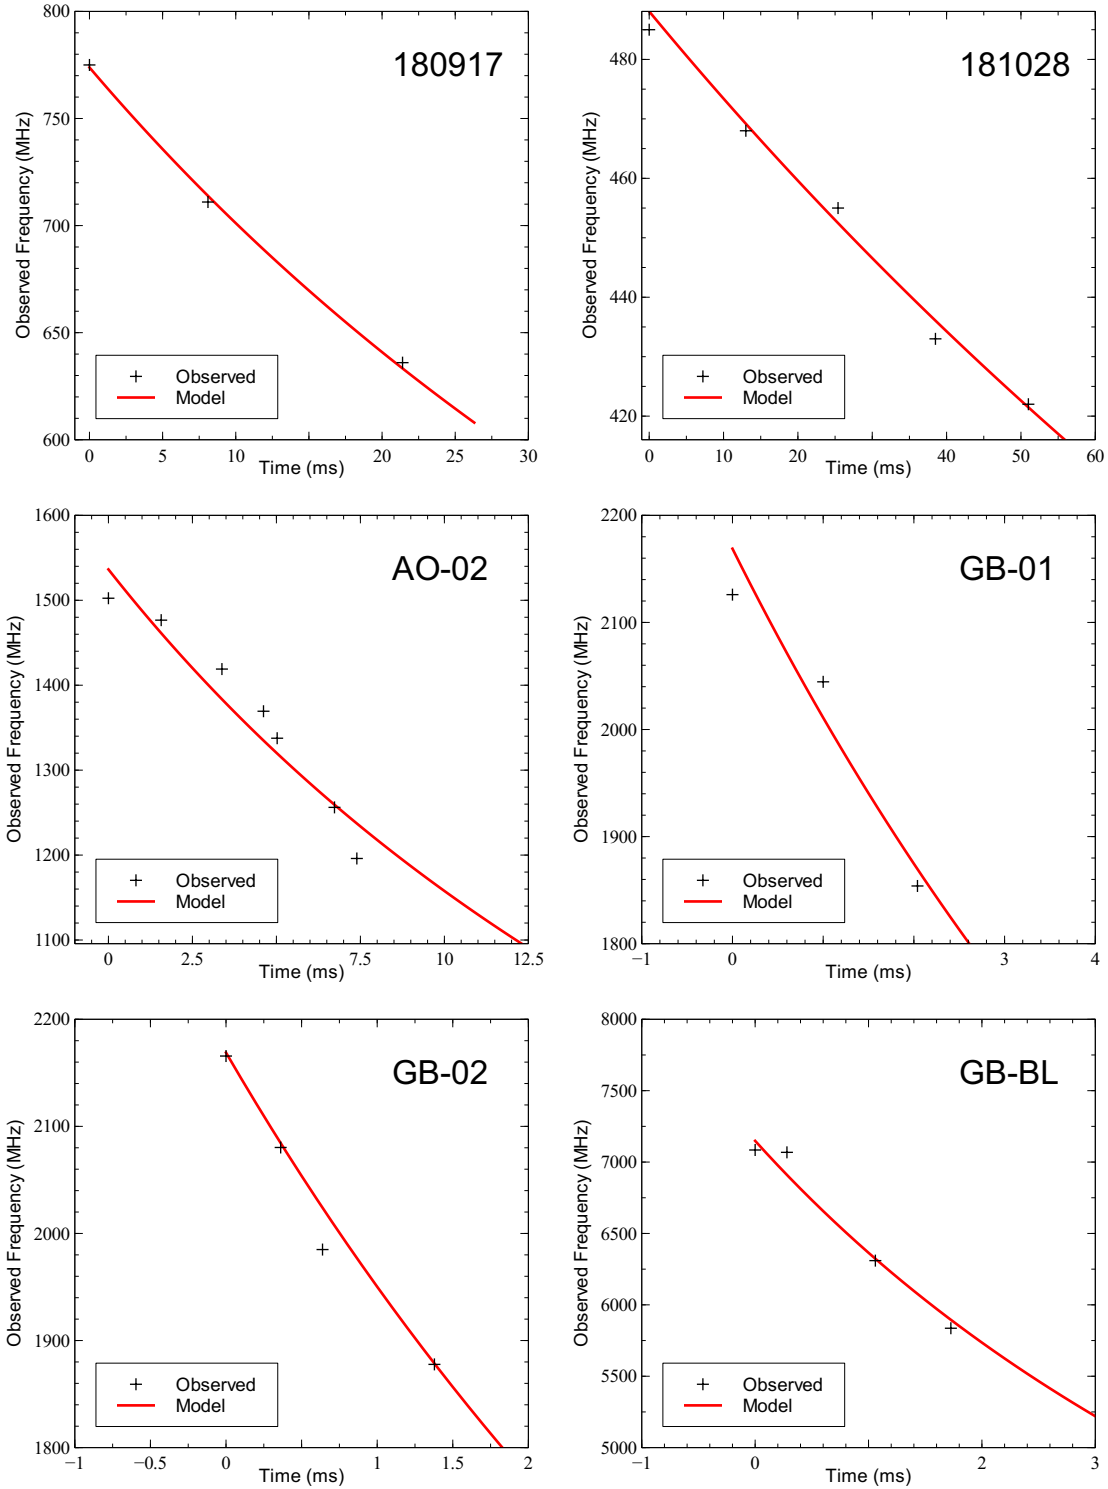 180917
Observed Frequency (MHz)
800
750
700
650
600
Observed
Model
0 5 10 15 20 25 30
Time (ms)
181028
Observed Frequency (MHz)
480
460
440
420
Observed
Model
0 10 20 30 40 50 60
Time (ms)
AO-02
Observed Frequency (MHz)
1600
1500
1400
1300
1200
1100
Observed
Model
0 2.5 5 7.5 10 12.5
Time (ms)
GB-01
Observed Frequency (MHz)
2200
2100
2000
1900
1800
Observed
Model
−1 0 1 2 3 4
Time (ms)
GB-02
Observed Frequency (MHz)
2200
2100
2000
1900
1800
Observed
Model
−1 −0.5 0 0.5 1 1.5 2
Time (ms)
GB-BL
Observed Frequency (MHz)
8000
7500
7000
6500
6000
5500
5000
Observed
Model
−1 0 1 2 3
Time (ms)